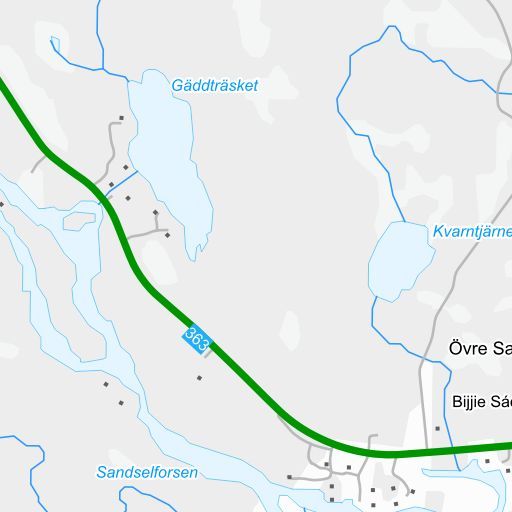 Gäddträsket
Kvarntjärne
363
Övre Sa
Bijjie Sá
Sandselforsen